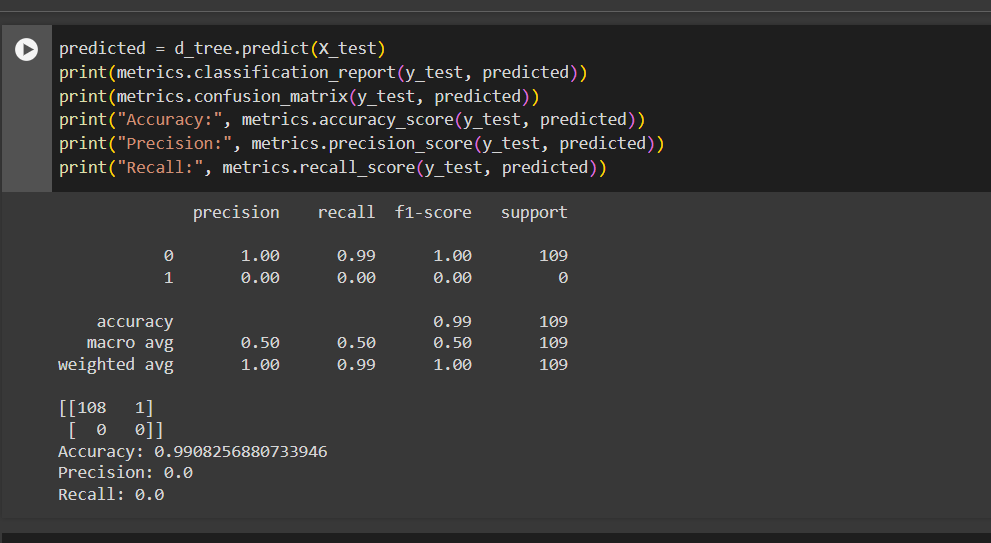 predicted = d_tree.predict(X_test)
print(metrics.classification_report(y_test, predicted))
print(metrics.confusion_matrix(y_test, predicted))
print("Accuracy:", metrics.accuracy_score(y_test, predicted))
print("Precision:", metrics.precision_score(y_test, predicted))
print("Recall:", metrics.recall_score(y_test, predicted))
precision recall f1-score support
0 1.00 0.99 1.00 109
1 0.00 0.00 0.00 0
accuracy 0.99 109
macro avg 0.50 0.50 0.50 109
weighted avg 1.00 0.99 1.00 109
[[108 1]
[ 0 0]]
Accuracy: 0.9908256880733946
Precision: 0.0
Recall: 0.0